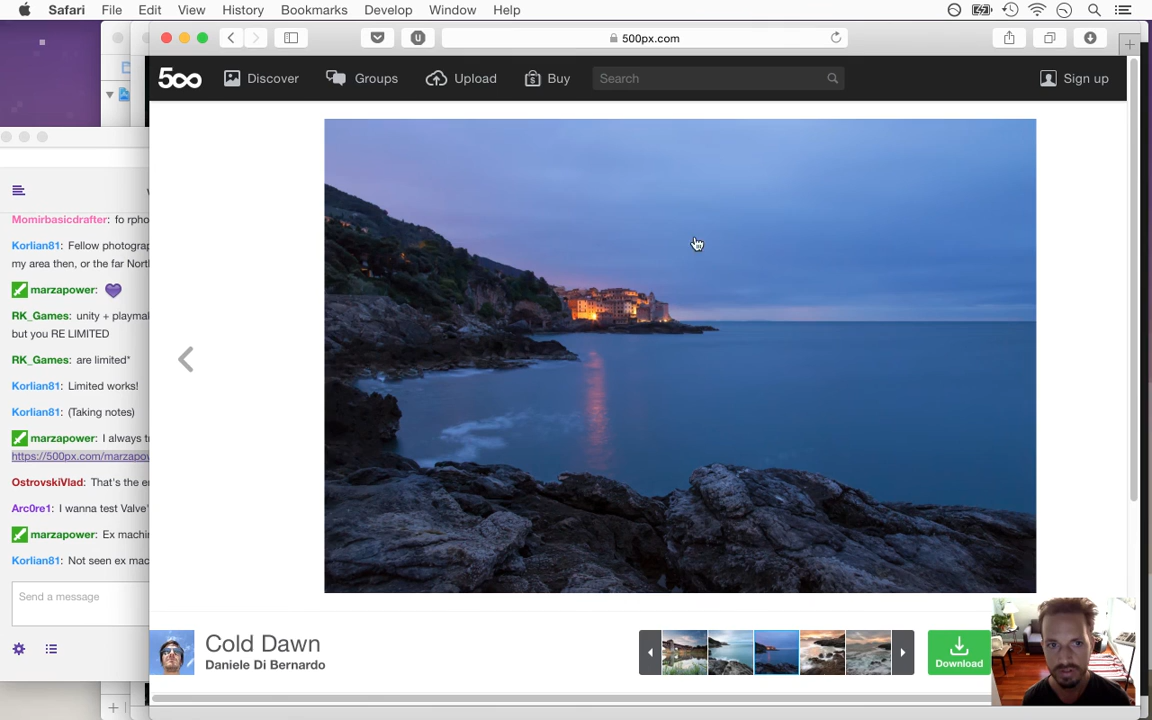 Safari File Edit View History Bookmarks Develop Window Help
500px.com
500 Discover Groups Upload Buy Search Sign up
Momirbasicdrafter: fo rpho
Korlian81: Fellow photograp
my area then, or the far Nort
marzapower:
RK_Games: unity + playmak
but you RE LIMITED
RK_Games: are limited*
Korlian81: Limited works!
Korlian81: (Taking notes)
marzapower: I always t
https://500px.com/marzapow
OstrovskiVlad: That's the e
Arc0re1: I wanna test Valve'
marzapower: Ex machi
Korlian81: Not seen ex mac
Send a message
Cold Dawn
Daniele Di Bernardo
Download